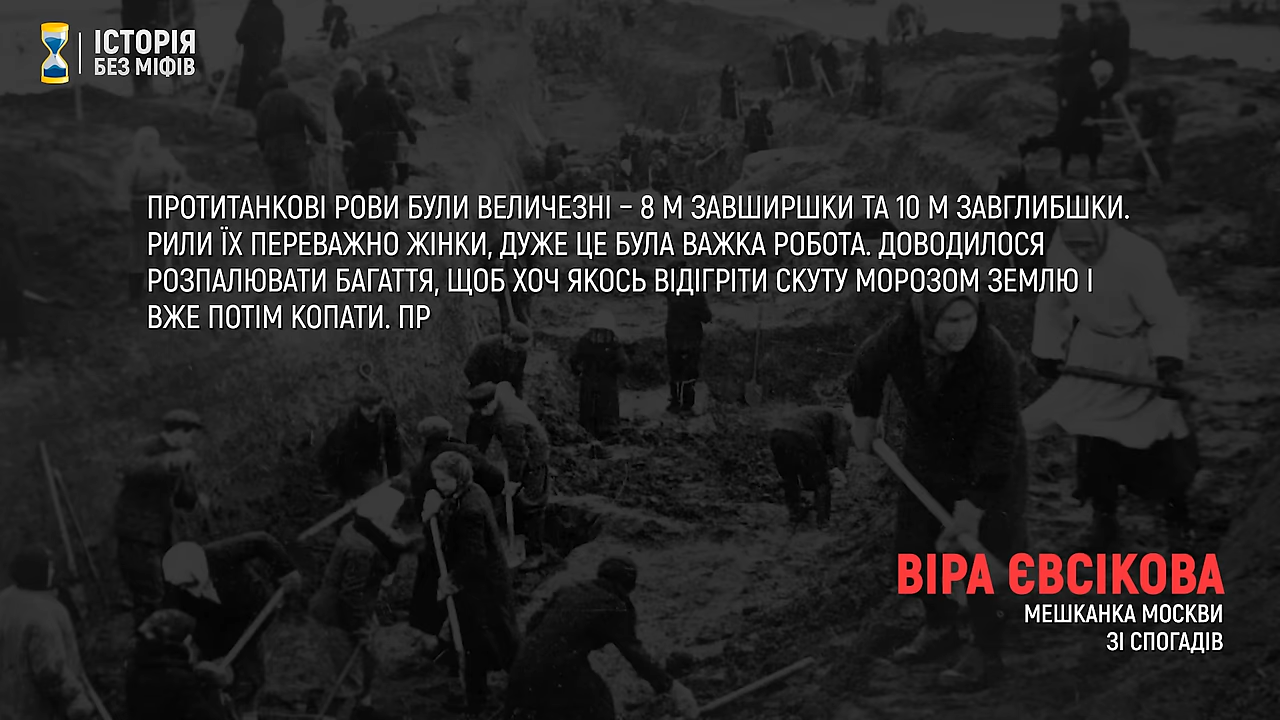 ІСТОРІЯ
БЕЗ МІФІВ
ПРОТИТАНКОВІ РОВИ БУЛИ ВЕЛИЧЕЗНІ – 8 М ЗАВШИРШКИ ТА 10 М ЗАВГЛИБШКИ.
РИЛИ ЇХ ПЕРЕВАЖНО ЖІНКИ, ДУЖЕ ЦЕ БУЛА ВАЖКА РОБОТА. ДОВОДИЛОСЯ
РОЗПАЛЮВАТИ БАГАТТЯ, ЩОБ ХОЧ ЯКОСЬ ВІДІГРІТИ СКУТУ МОРОЗОМ ЗЕМЛЮ І
ВЖЕ ПОТІМ КОПАТИ. ПР
ВІРА ЄВСІКОВА
МЕШКАНКА МОСКВИ
ЗІ СПОГАДІВ